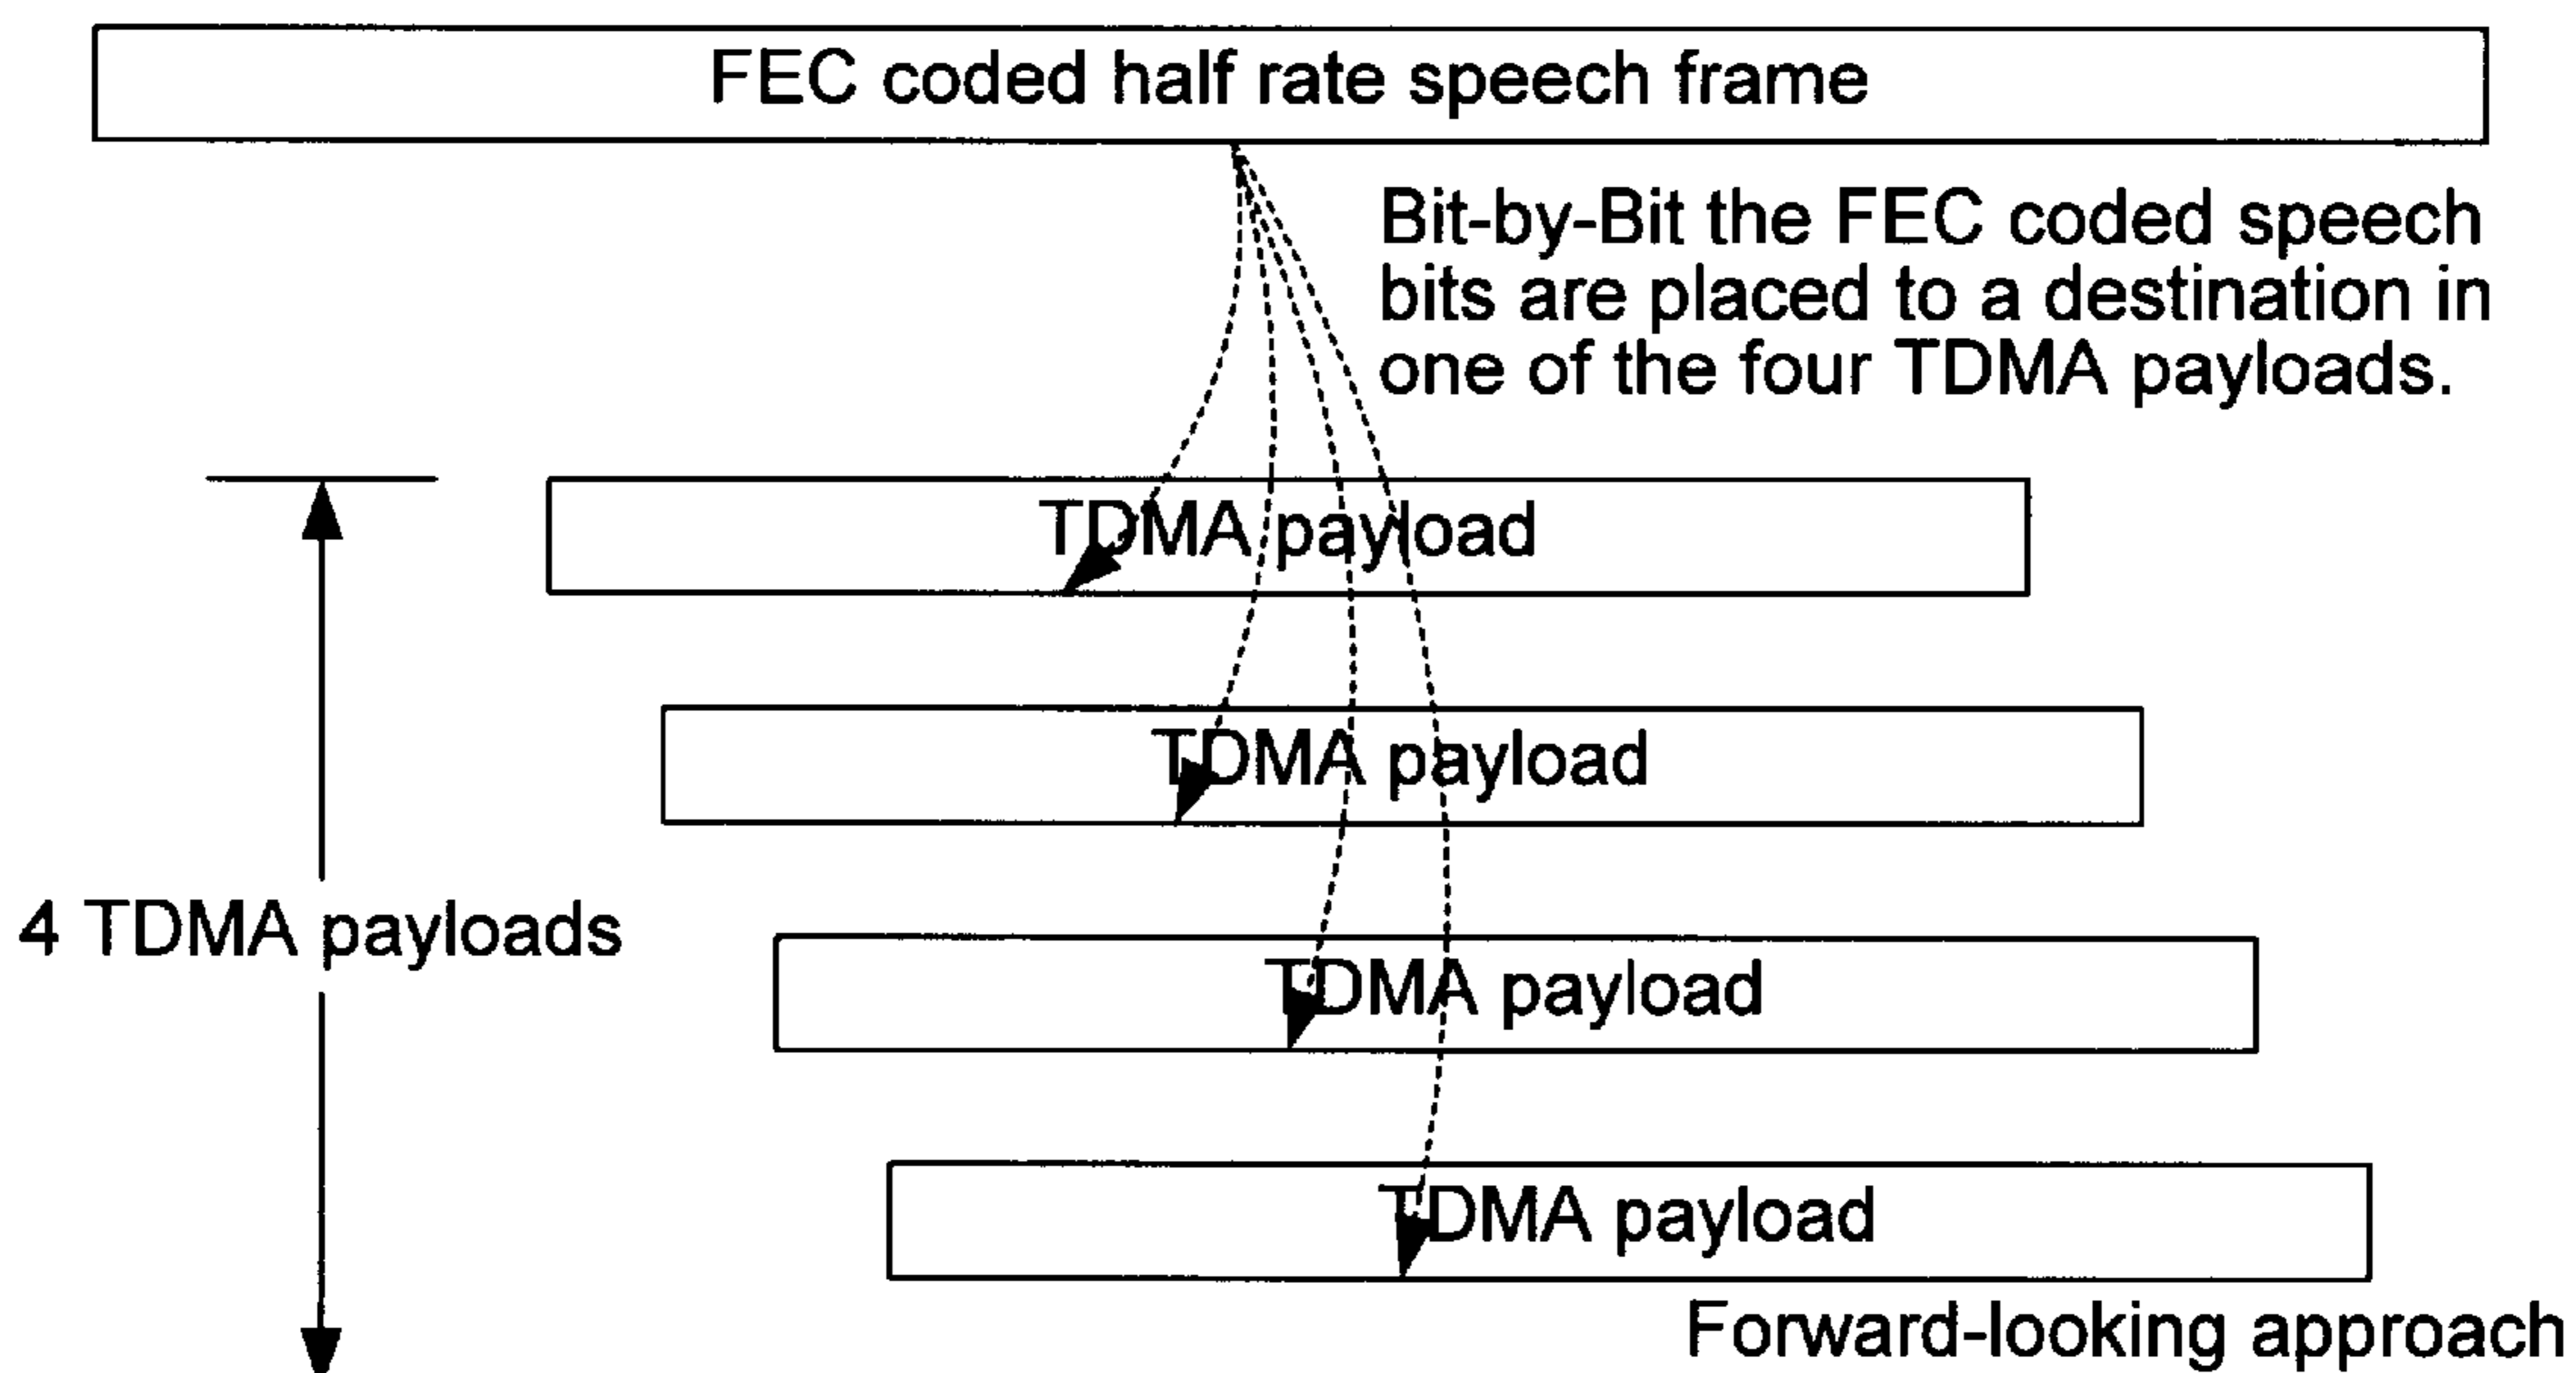 FEC coded half rate speech frame
Bit-by-Bit the FEC coded speech
bits are placed to a destination in
one of the four TDMA payloads.
TDMA payload
TDMA payload
4 TDMA payloads
TDMA payload
TDMA payload
Forward-looking approach